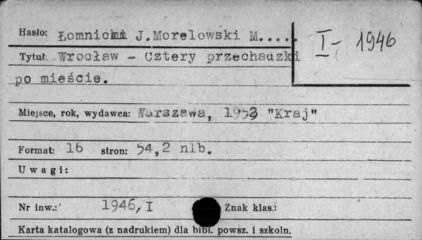 Hasło: Łomnicki J. Morelowski M.....
I - 1946
Tytuł: Wrocław - Cztery przechadzki
po mieście.
Miejsce, rok, wydawca: Warszawa, 1953 "Kraj"
Format: 16 stron: 54,2 nlb.
Uwagi:
Nr inw.: 1946/I Znak klas.:
Karta katalogowa (z nadrukiem) dla bibl. powsz. i szkoln.